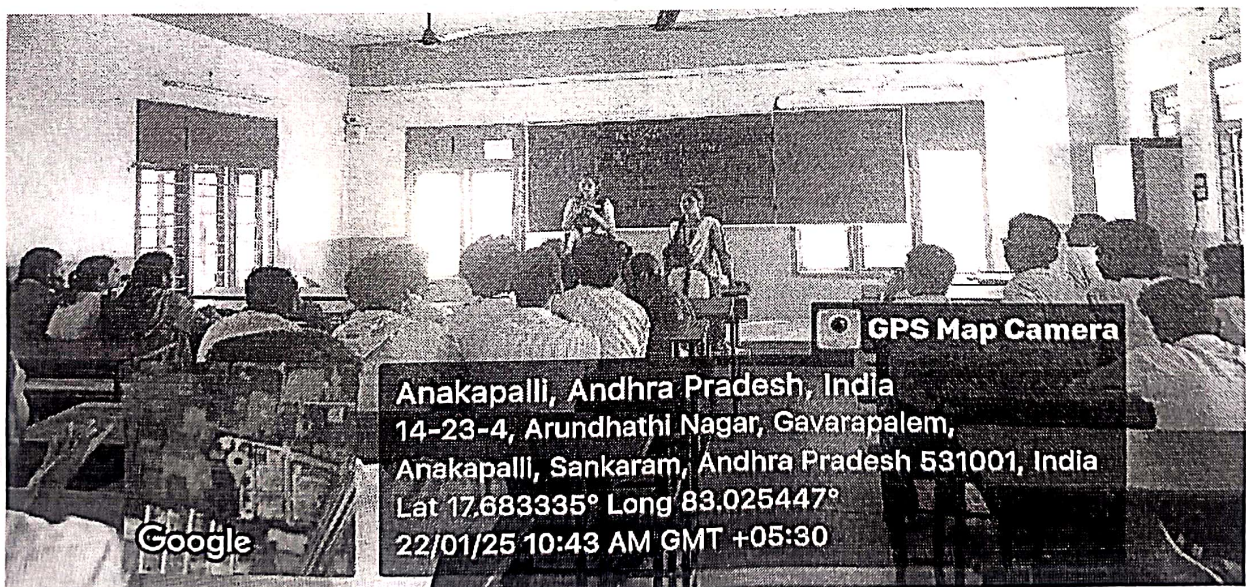 GPS Map Camera
Anakapalli, Andhra Pradesh, India
14-23-4, Arundhathi Nagar, Gavarapalem,
Anakapalli, Sankaram, Andhra Pradesh 531001, India
Lat 17.683335° Long 83.025447°
22/01/25 10:43 AM GMT +05:30
Google